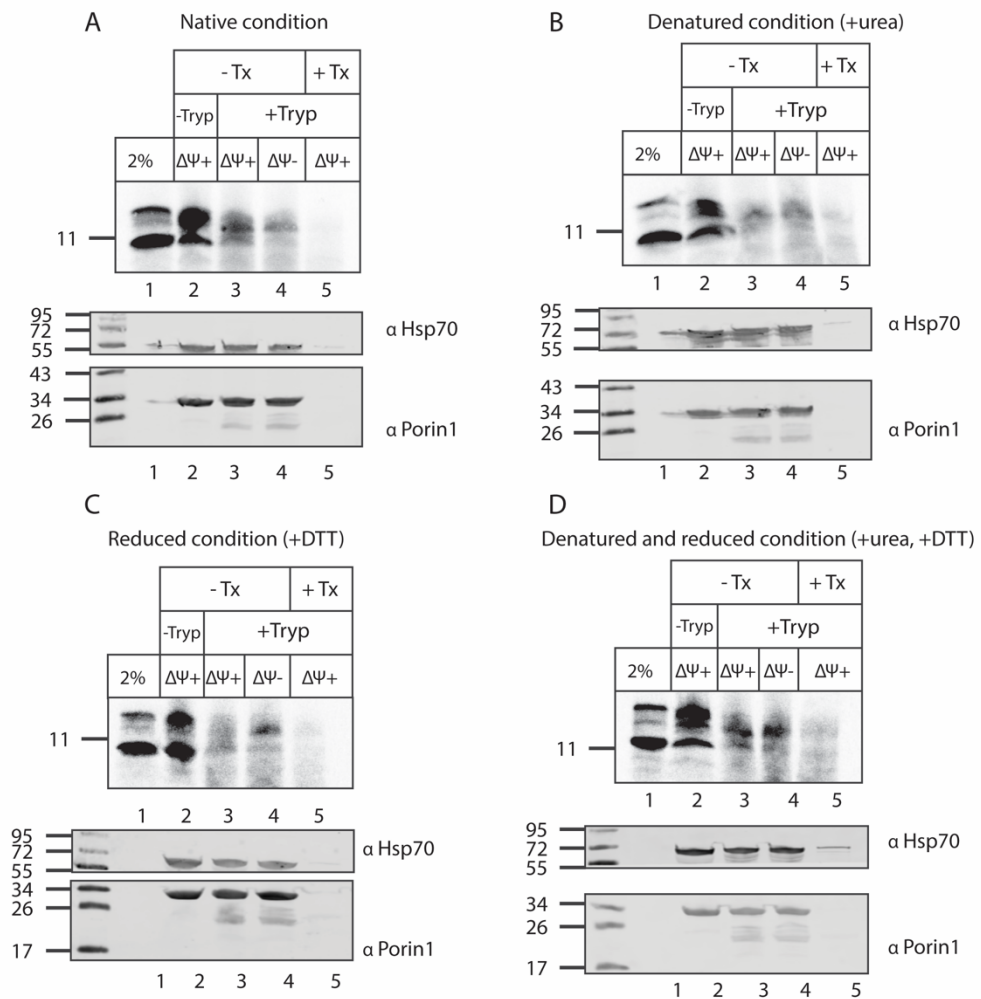 A
Native condition
- Tx
+ Tx
-Tryp
+Tryp
2%
ΔΨ+
ΔΨ+
ΔΨ-
ΔΨ+
11
1 2 3 4 5
95
72
55
α Hsp70
43
34
26
α Porin1
1 2 3 4 5
B
Denatured condition (+urea)
- Tx
+ Tx
-Tryp
+Tryp
2%
ΔΨ+
ΔΨ+
ΔΨ-
ΔΨ+
11
1 2 3 4 5
95
72
55
α Hsp70
43
34
26
α Porin1
1 2 3 4 5
C
Reduced condition (+DTT)
- Tx
+ Tx
-Tryp
+Tryp
2%
ΔΨ+
ΔΨ+
ΔΨ-
ΔΨ+
11
1 2 3 4 5
95
72
55
α Hsp70
34
26
17
α Porin1
1 2 3 4 5
D
Denatured and reduced condition (+urea, +DTT)
- Tx
+ Tx
-Tryp
+Tryp
2%
ΔΨ+
ΔΨ+
ΔΨ-
ΔΨ+
11
1 2 3 4 5
95
72
55
α Hsp70
34
26
17
α Porin1
1 2 3 4 5